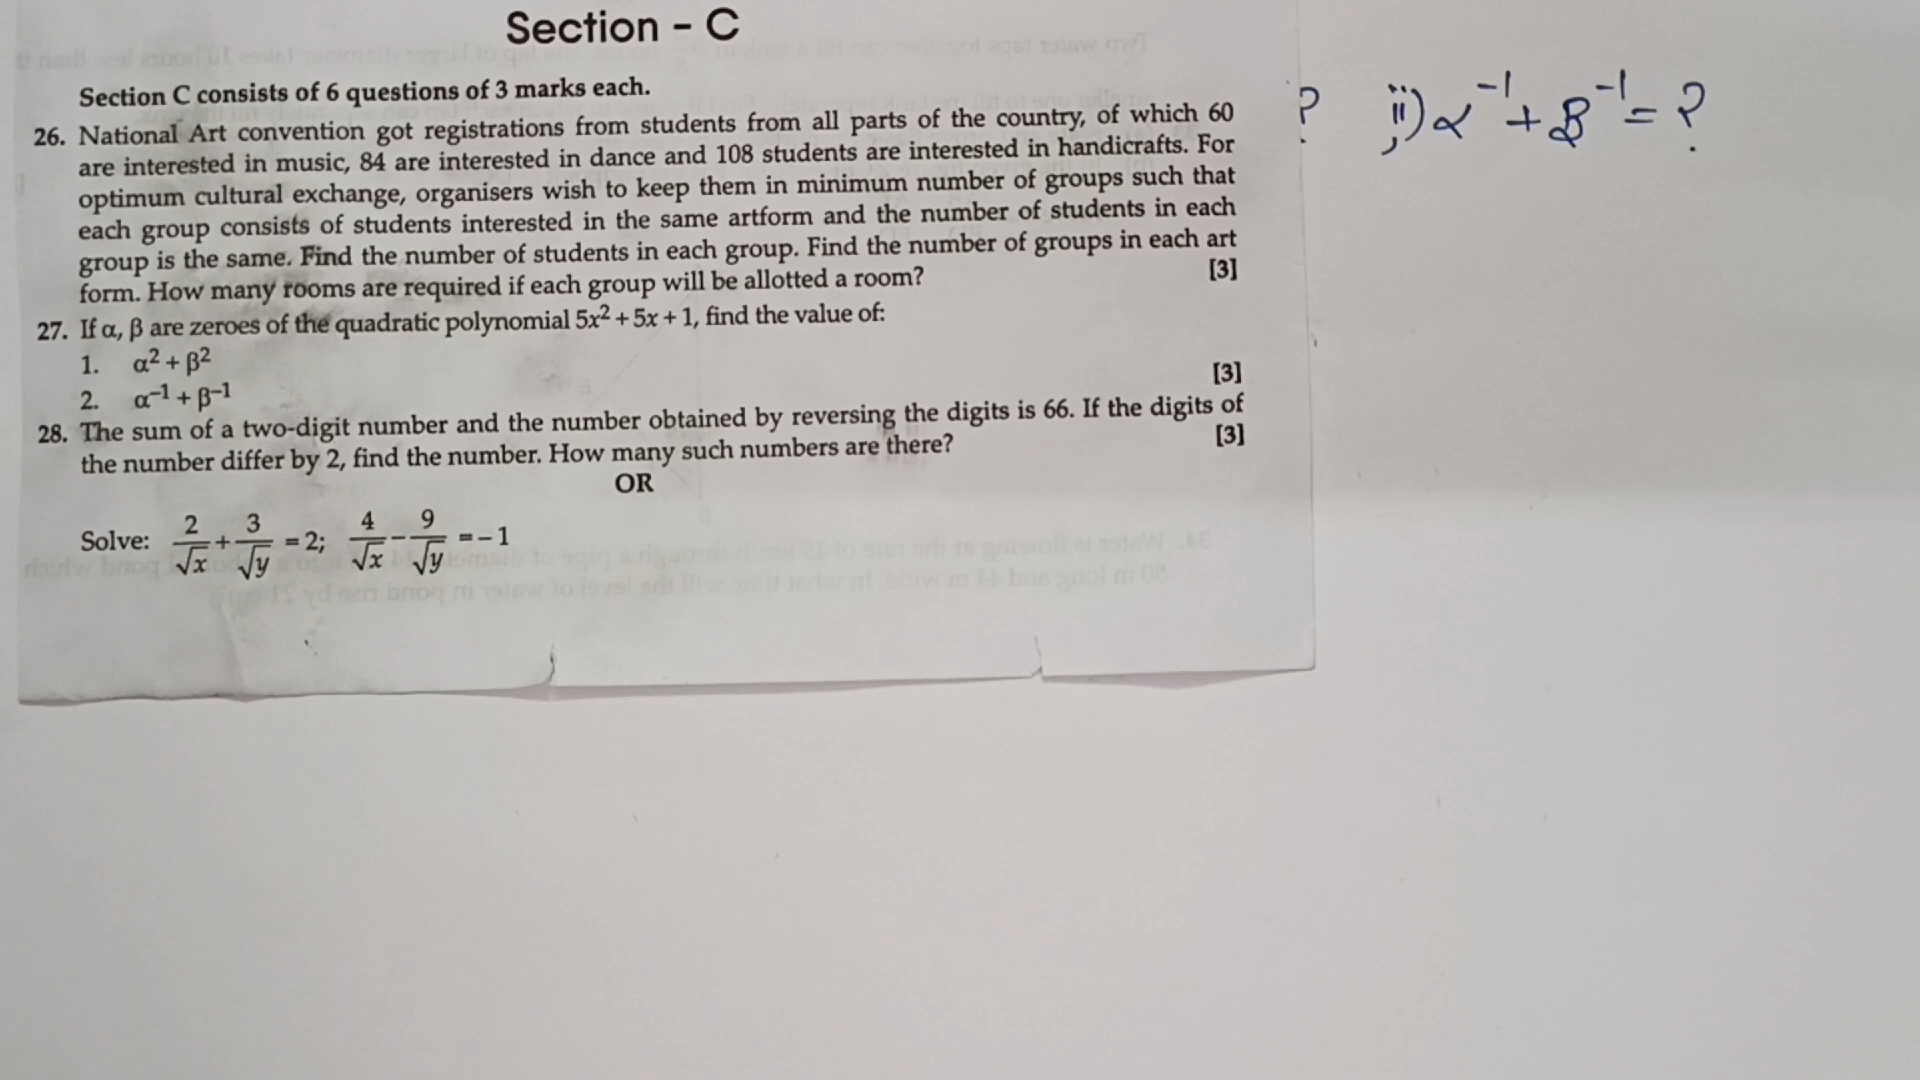 Section - C
Section C consists of 6 questions of 3 marks each.
26. National Art convention got registrations from students from all parts of the country, of which 60
are interested in music, 84 are interested in dance and 108 students are interested in handicrafts. For
optimum cultural exchange, organisers wish to keep them in minimum number of groups such that
each group consists of students interested in the same artform and the number of students in each
group is the same. Find the number of students in each group. Find the number of groups in each art
form. How many rooms are required if each group will be allotted a room? [3]
27. If α, β are zeroes of the quadratic polynomial 5x² + 5x + 1, find the value of:
1. α² + β²
2. α⁻¹ + β⁻¹ [3]
28. The sum of a two-digit number and the number obtained by reversing the digits is 66. If the digits of
the number differ by 2, find the number. How many such numbers are there? [3]
OR
Solve: 2/√x + 3/√y = 2; 4/√x − 9/√y = −1
? ; ii) α⁻¹ + β⁻¹ = ?